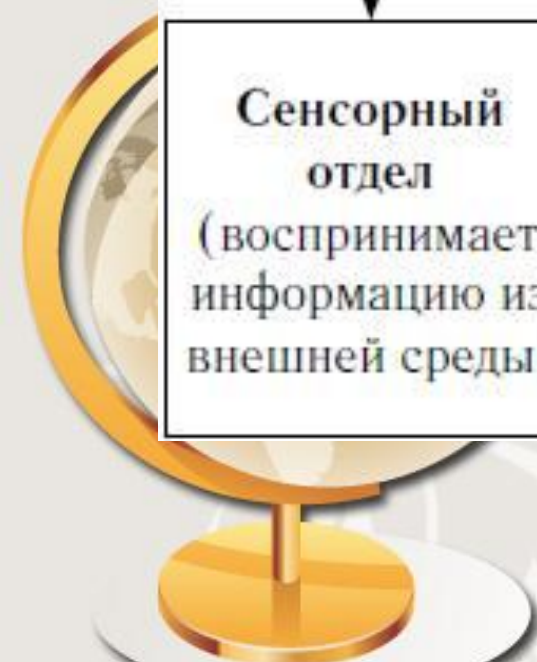 Сенсорный
отдел
(воспринимает
информацию из
внешней среды